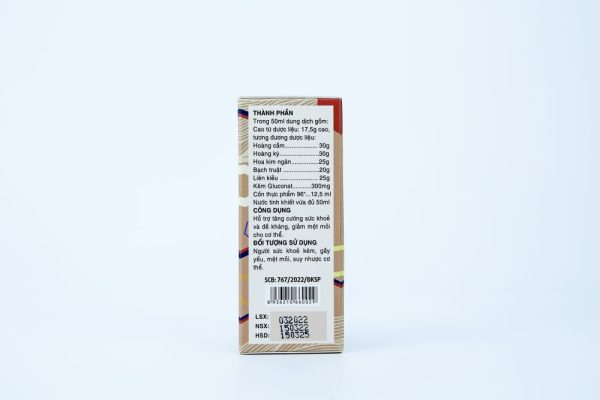 THÀNH PHẦN
Trong 50ml dung dịch gồm:
Cao từ dược liệu: 17,5g cao,
tương đương dược liệu:
Hoàng cầm.................... 30g
Hoàng kỳ......................30g
Hoa kim ngân................25g
Bạch truật ....................20g
Liên kiều ......................25g
Kẽm Gluconat............300mg
Cồn thực phẩm 96°...12,5 ml
Nước tinh khiết vừa đủ 50ml
CÔNG DỤNG
Hỗ trợ tăng cường sức khoẻ
và đề kháng, giảm mệt mỏi
cho cơ thể.
ĐỐI TƯỢNG SỬ DỤNG
Người sức khoẻ kém, gầy
yếu, mệt mỏi, suy nhược cơ
thể.
SCB: 767/2022/ĐKSP
8 936210 660029
LSX: 032022
NSX: 150322
HSD: 150325